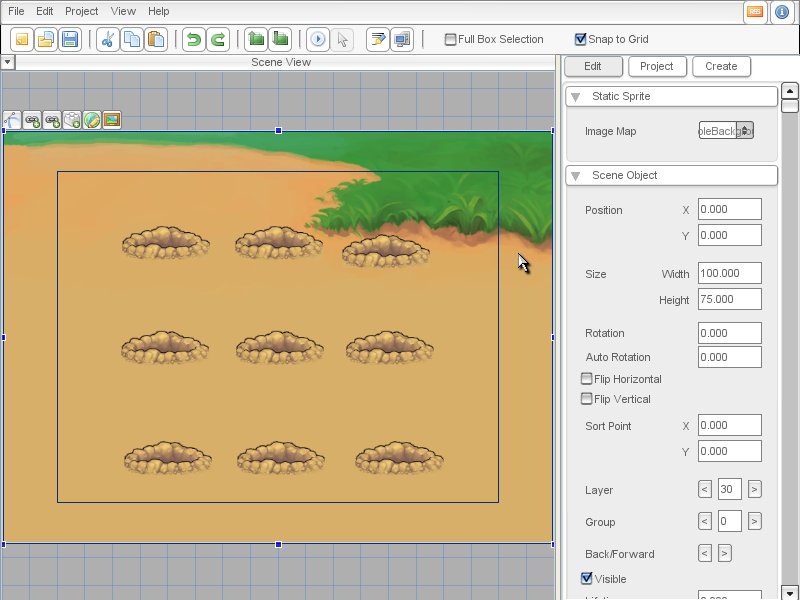 File Edit Project View Help
Full Box Selection Snap to Grid
Scene View
Edit Project Create
Static Sprite
Image Map
Scene Object
Position X 0.000
Y 0.000
Size Width 100.000
Height 75.000
Rotation 0.000
Auto Rotation 0.000
Flip Horizontal
Flip Vertical
Sort Point X 0.000
Y 0.000
Layer < 30 >
Group < 0 >
Back/Forward < >
Visible